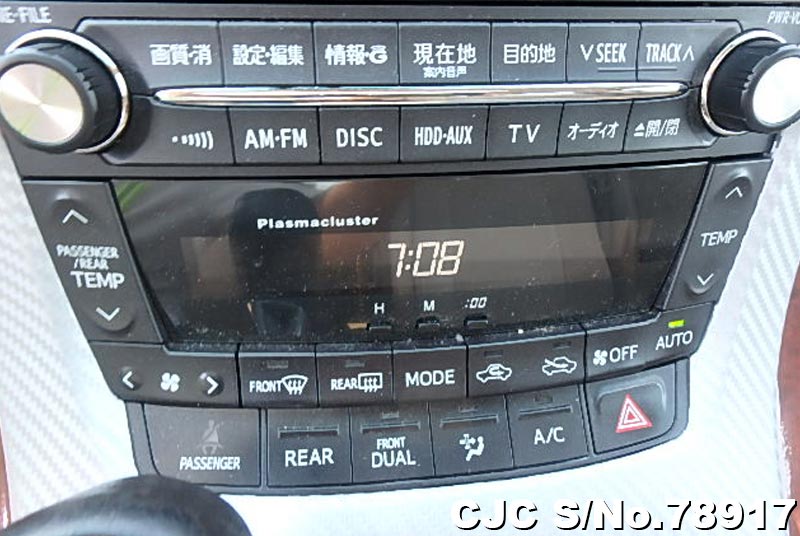 E-FILE
PWR·VO
画質·消 設定·編集 情報·G 現在地 目的地 ∨SEEK TRACK∧
案内音声
AM·FM DISC HDD·AUX TV オーディオ ▲開/閉
Plasmacluster
7:08
H M :00
PASSENGER
/REAR
TEMP
TEMP
FRONT REAR MODE OFF AUTO
PASSENGER REAR FRONT
DUAL A/C
CJC S/No.78917